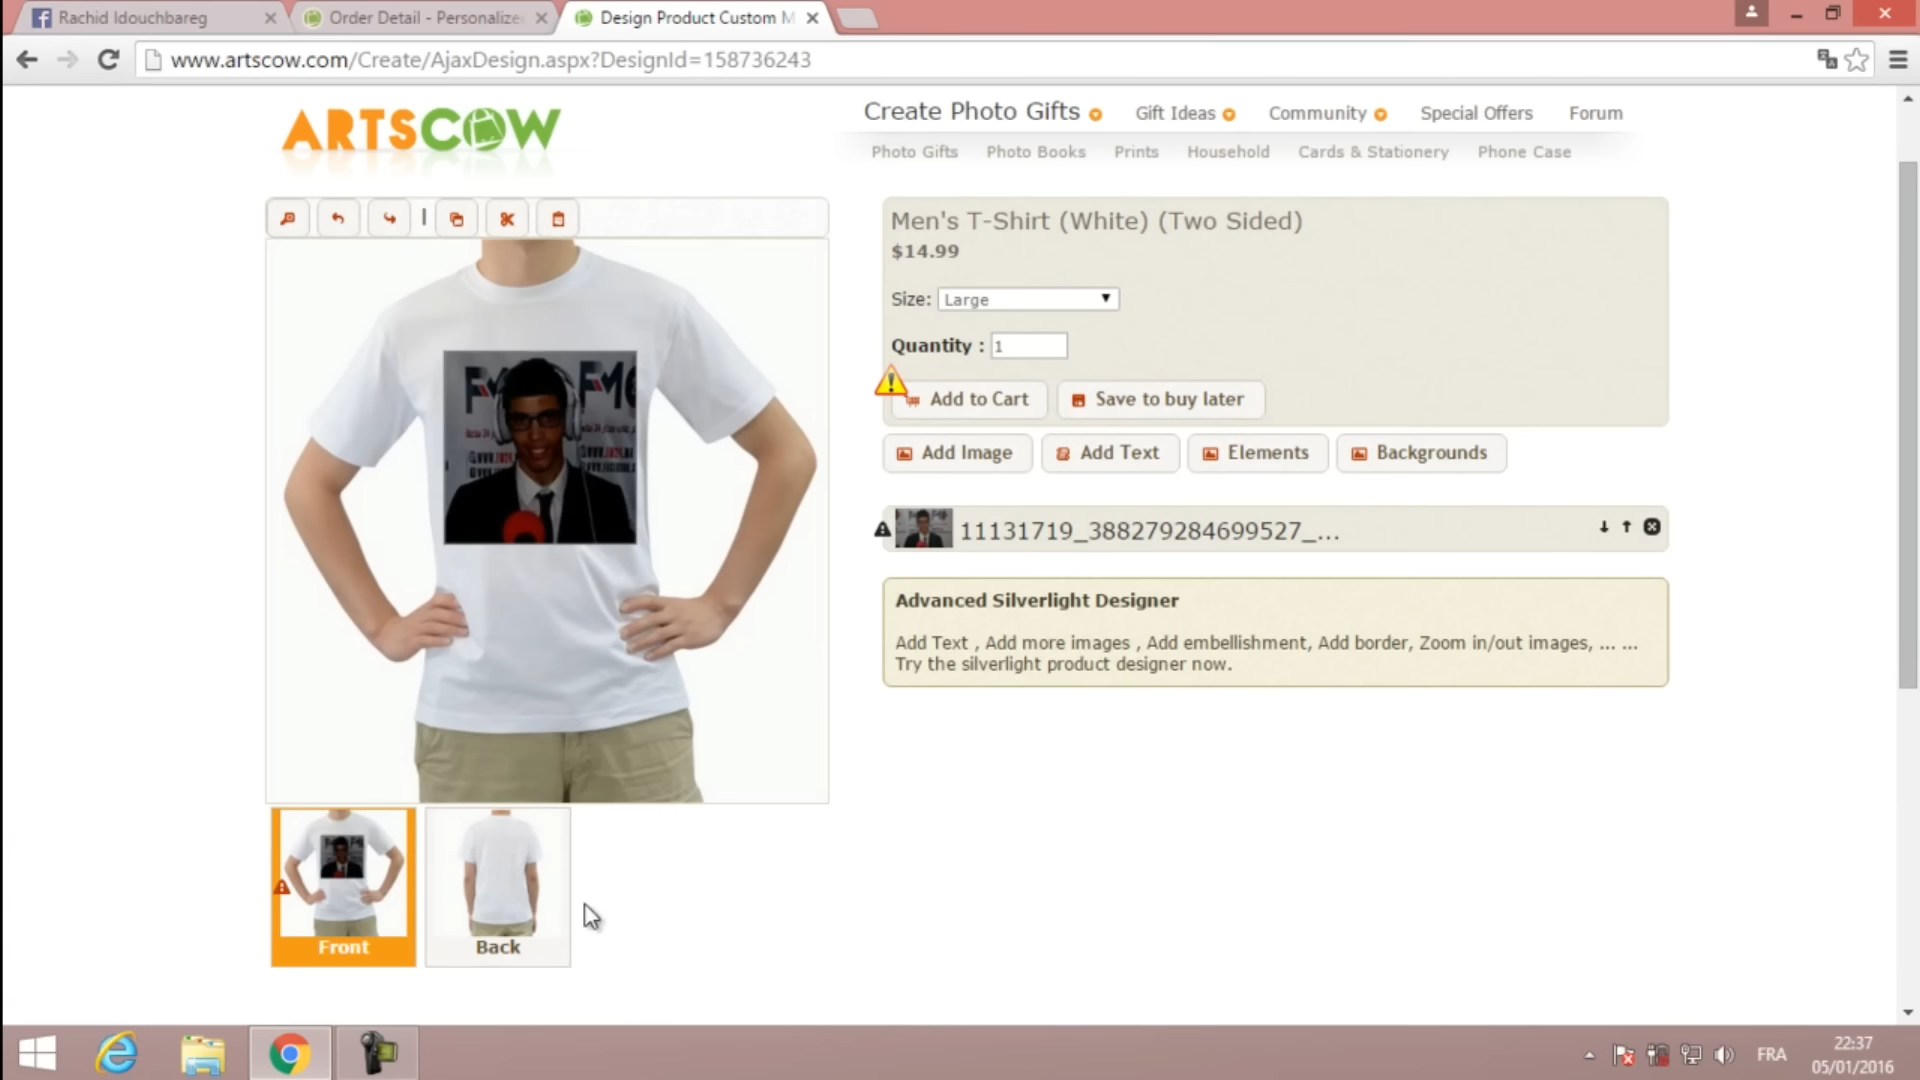 Rachid Idouchbareg
Order Detail - Personalize
Design Product Custom M
www.artscow.com/Create/AjaxDesign.aspx?DesignId=158736243
ARTSCOW
Create Photo Gifts
Gift Ideas
Community
Special Offers
Forum
Photo Gifts
Photo Books
Prints
Household
Cards & Stationery
Phone Case
Men's T-Shirt (White) (Two Sided)
$14.99
Size: Large
Quantity : 1
Add to Cart
Save to buy later
Add Image
Add Text
Elements
Backgrounds
11131719_388279284699527_...
Advanced Silverlight Designer
Add Text , Add more images , Add embellishment, Add border, Zoom in/out images, ... ...
Try the silverlight product designer now.
Front
Back
FRA
22:37
05/01/2016